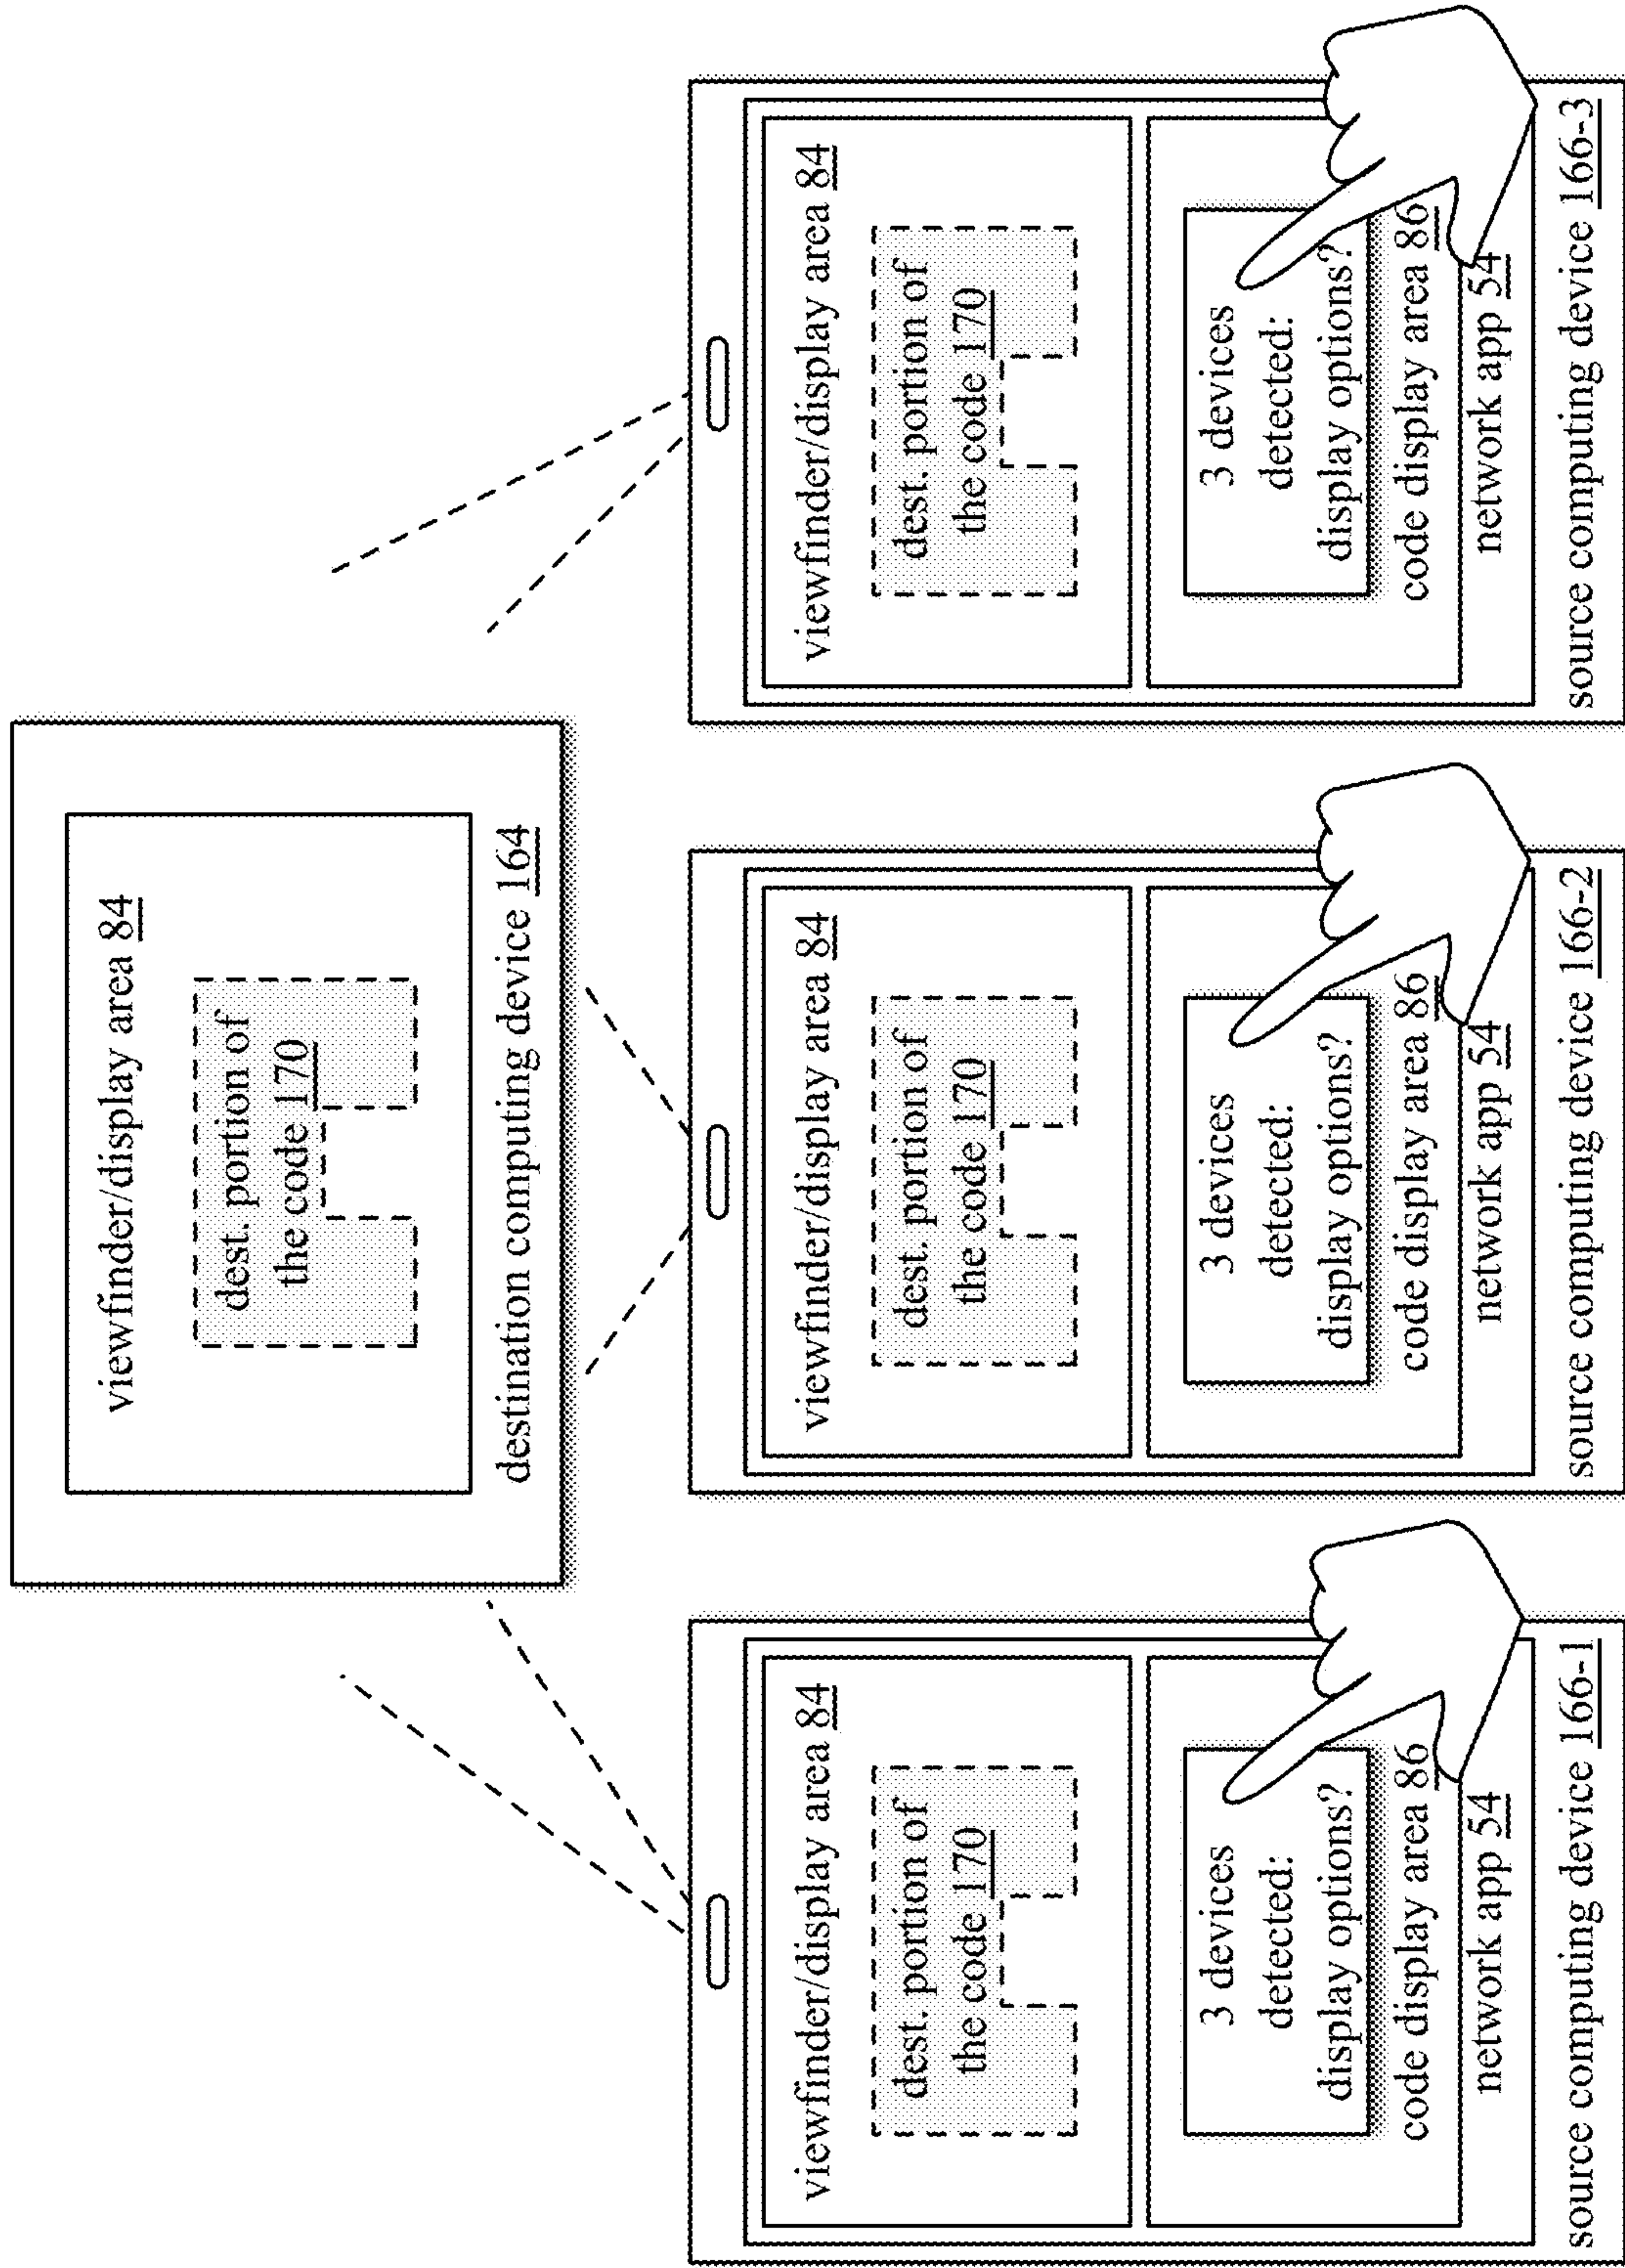 viewfinder/display area 84
dest. portion of
the code 170
destination computing device 164
viewfinder/display area 84
dest. portion of
the code 170
3 devices
detected:
display options?
code display area 86
network app 54
source computing device 166-1
viewfinder/display area 84
dest. portion of
the code 170
3 devices
detected:
display options?
code display area 86
network app 54
source computing device 166-2
viewfinder/display area 84
dest. portion of
the code 170
3 devices
detected:
display options?
code display area 86
network app 54
source computing device 166-3